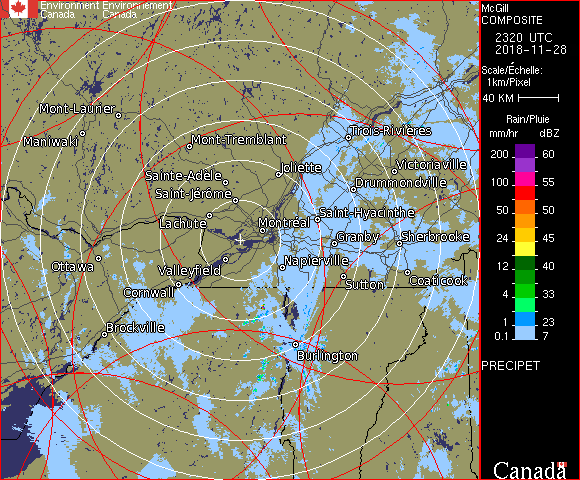 Environment Environnement
Canada Canada
McGill
COMPOSITE
2320 UTC
2018-11-28
Scale/Échelle:
1km/Pixel
40 KM
Rain/Pluie
mm/hr dBZ
200 60
100 55
50 50
24 45
12 40
4 33
1 23
0.1 7
PRECIPET
Canada
Mont-Laurier
Maniwaki
Mont-Tremblant
Trois-Rivières
Joliette
Victoriaville
Sainte-Adèle
Drummondville
Saint-Jérôme
Lachute
Montréal
Saint-Hyacinthe
Granby
Sherbrooke
Ottawa
Valleyfield
Napierville
Cornwall
Sutton
Coaticook
Brockville
Burlington